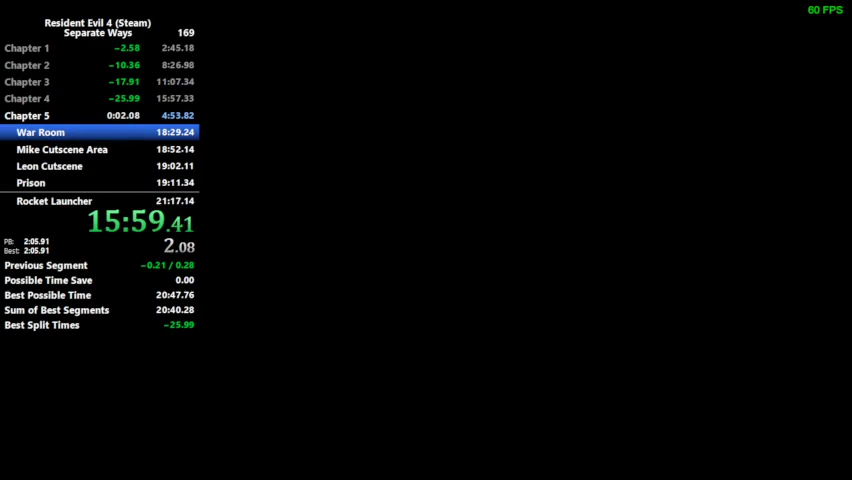 60 FPS
Resident Evil 4 (Steam)
Separate Ways 169
Chapter 1 −2.58 2:45.18
Chapter 2 −10.36 8:26.98
Chapter 3 −17.91 11:07.34
Chapter 4 −25.99 15:57.33
Chapter 5 0:02.08 4:53.82
War Room 18:29.24
Mike Cutscene Area 18:52.14
Leon Cutscene 19:02.11
Prison 19:11.34
Rocket Launcher 21:17.14
15:59.41
PB: 2:05.91 2.08
Best: 2:05.91
Previous Segment −0.21 / 0.28
Possible Time Save 0.00
Best Possible Time 20:47.76
Sum of Best Segments 20:40.28
Best Split Times −25.99